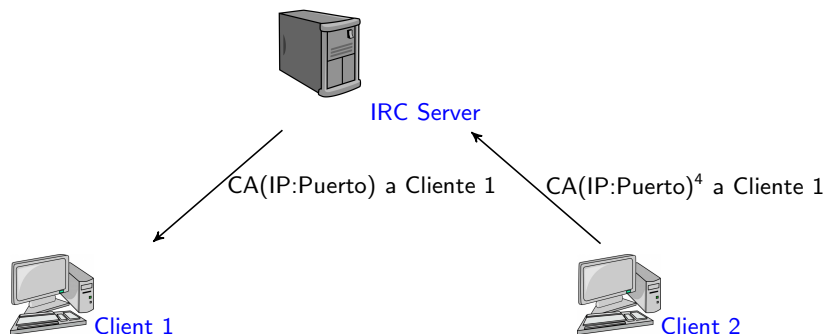 IRC Server
CA(IP:Puerto) a Cliente 1
CA(IP:Puerto)⁴ a Cliente 1
Client 1
Client 2